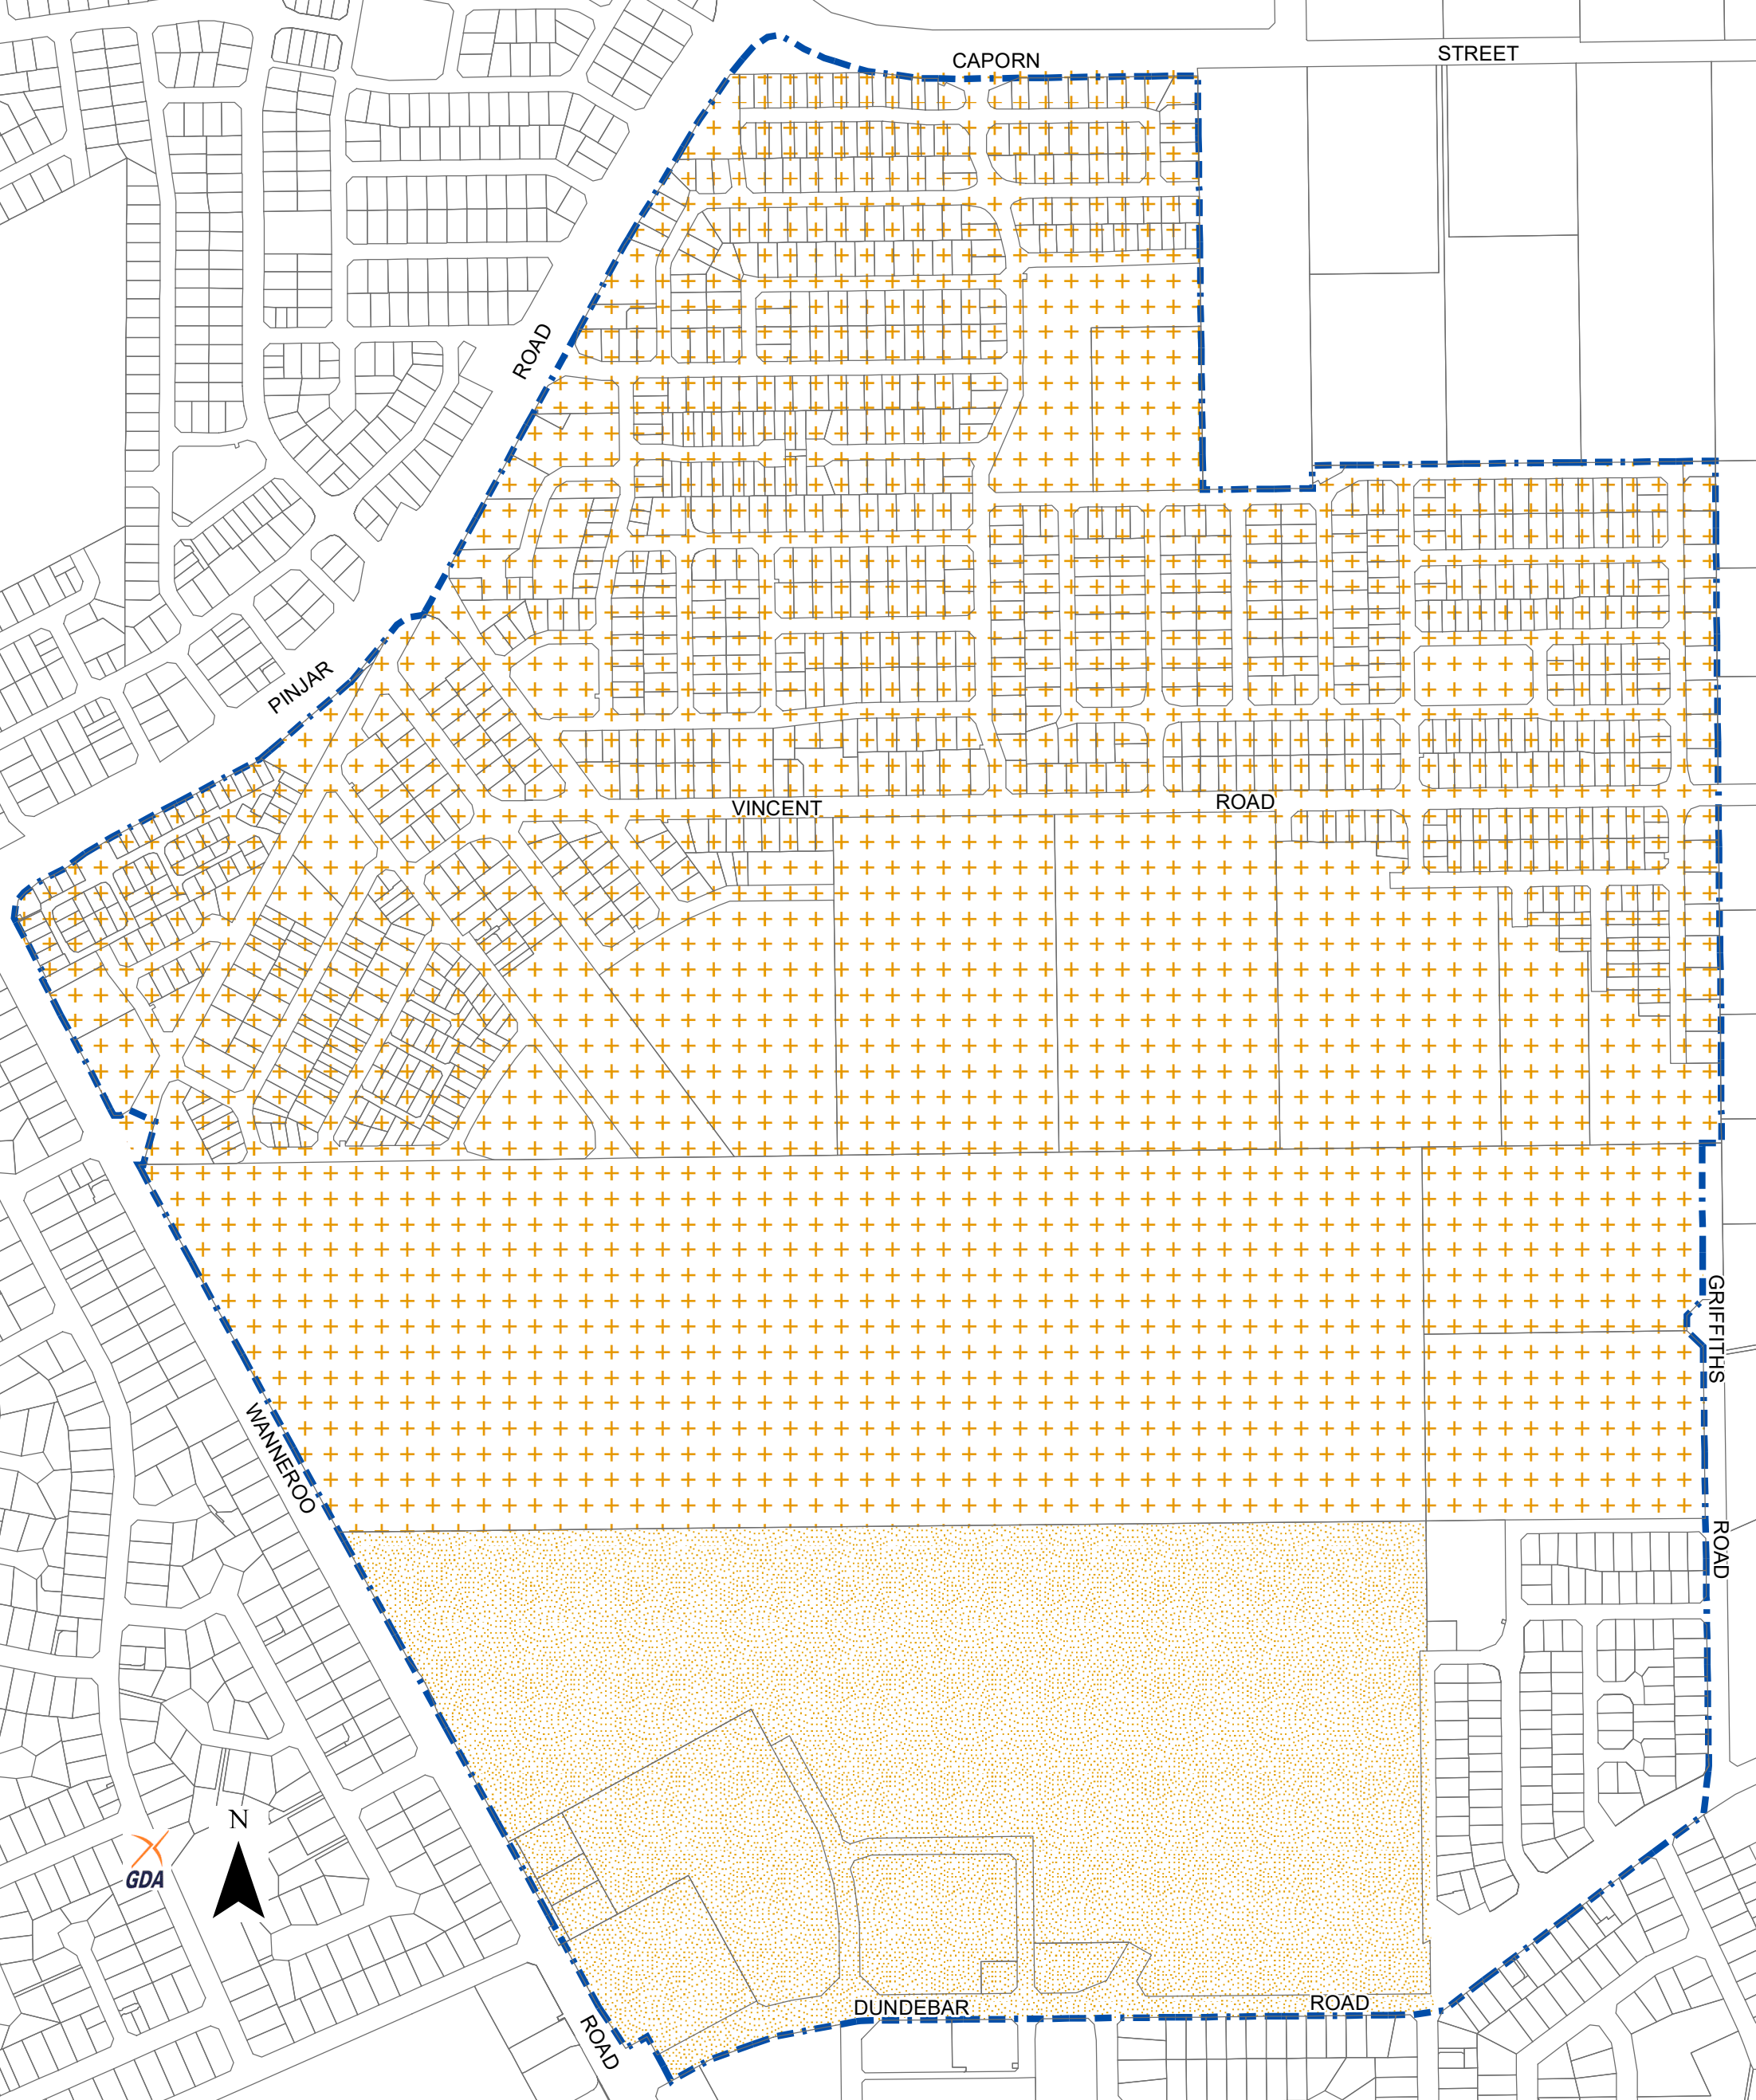 CAPORN
STREET
ROAD
PINJAR
VINCENT
ROAD
GRIFFITHS
WANNEROO
ROAD
N
GDA
DUNDEBAR
ROAD
ROAD